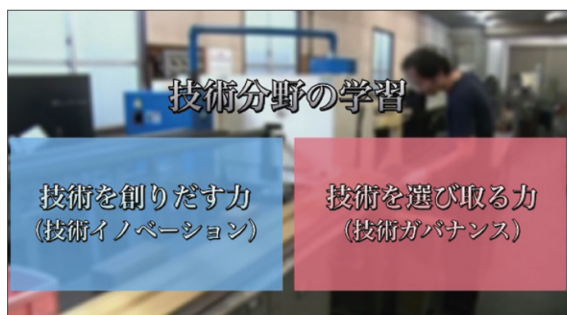 技術分野の学習
技術を創りだす力
(技術イノベーション)
技術を選び取る力
(技術ガバナンス)